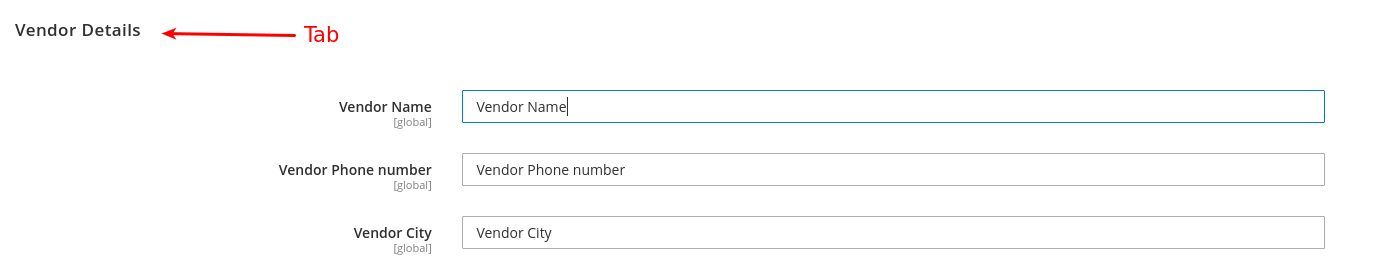 Vendor Details
Tab
Vendor Name
[global]
Vendor Name
Vendor Phone number
[global]
Vendor Phone number
Vendor City
[global]
Vendor City